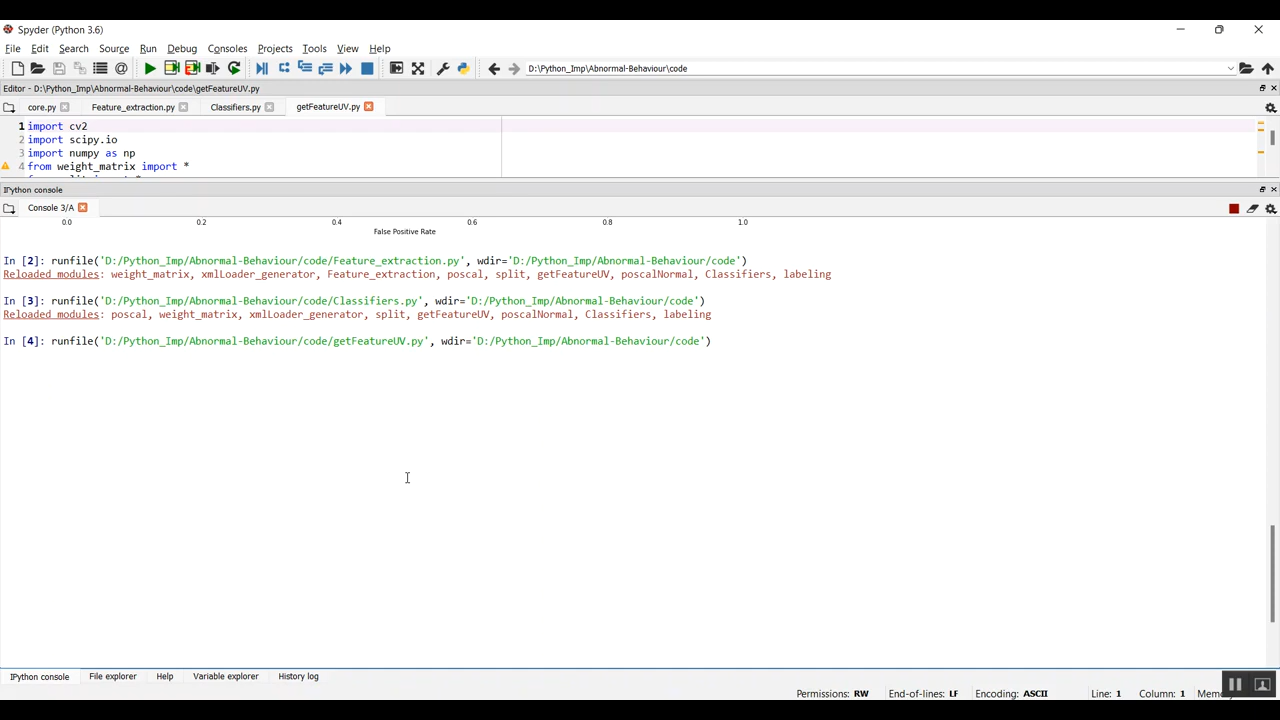 Spyder (Python 3.6)
File Edit Search Source Run Debug Consoles Projects Tools View Help
D:\Python_Imp\Abnormal-Behaviour\code
Editor - D:\Python_Imp\Abnormal-Behaviour\code\getFeatureUV.py
core.py Feature_extraction.py Classifiers.py getFeatureUV.py
1 import cv2
2 import scipy.io
3 import numpy as np
4 from weight_matrix import *
IPython console
Console 3/A
0.0 0.2 0.4 0.6 0.8 1.0
False Positive Rate
In [2]: runfile('D:/Python_Imp/Abnormal-Behaviour/code/Feature_extraction.py', wdir='D:/Python_Imp/Abnormal-Behaviour/code')
Reloaded modules: weight_matrix, xmlLoader_generator, Feature_extraction, poscal, split, getFeatureUV, poscalNormal, Classifiers, labeling
In [3]: runfile('D:/Python_Imp/Abnormal-Behaviour/code/Classifiers.py', wdir='D:/Python_Imp/Abnormal-Behaviour/code')
Reloaded modules: poscal, weight_matrix, xmlLoader_generator, split, getFeatureUV, poscalNormal, Classifiers, labeling
In [4]: runfile('D:/Python_Imp/Abnormal-Behaviour/code/getFeatureUV.py', wdir='D:/Python_Imp/Abnormal-Behaviour/code')
IPython console File explorer Help Variable explorer History log
Permissions: RW End-of-lines: LF Encoding: ASCII Line: 1 Column: 1